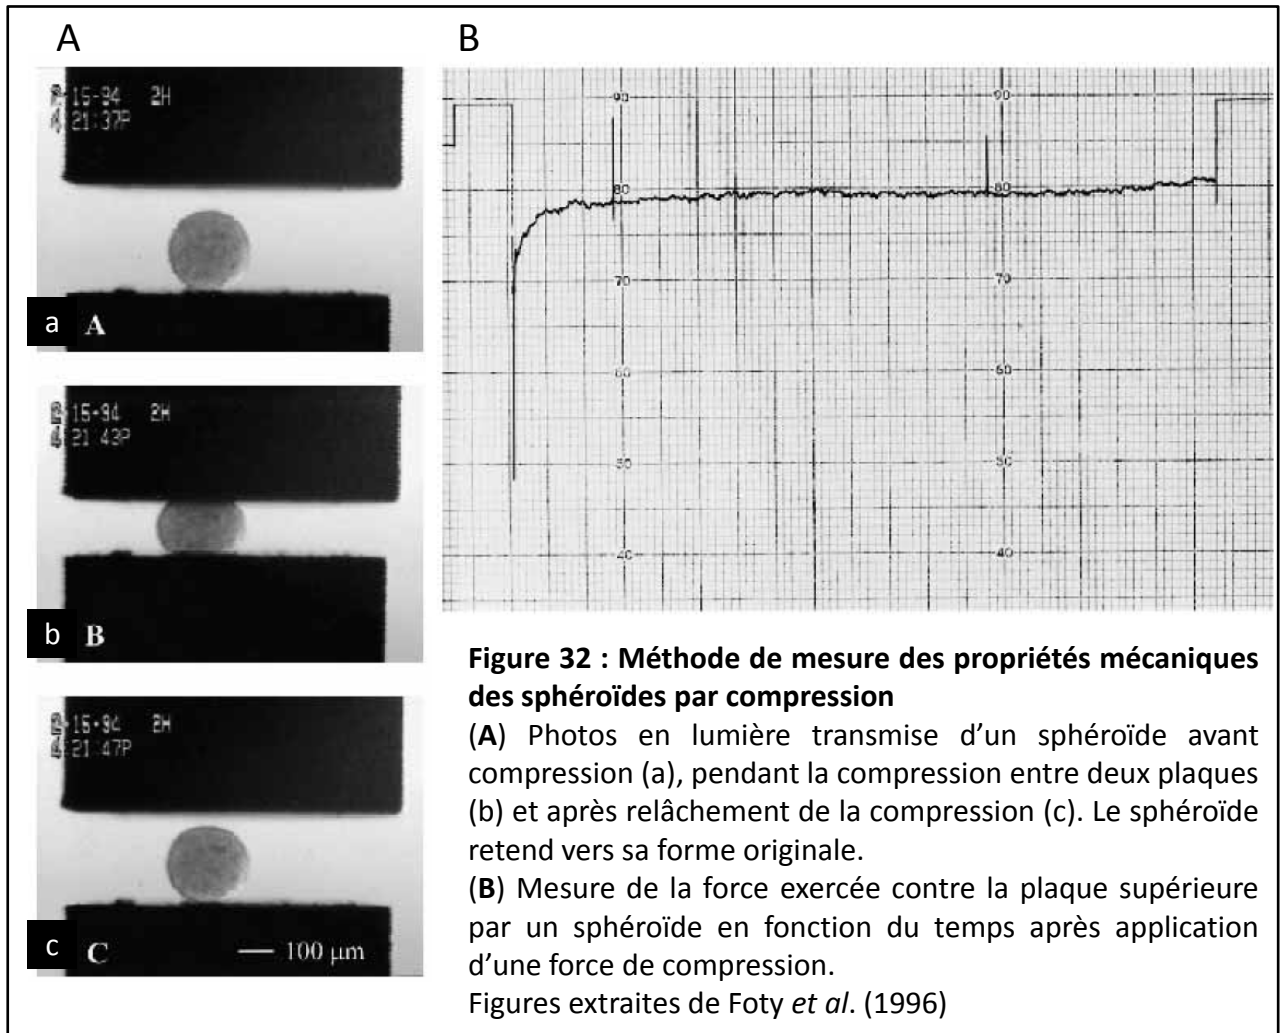 A
15-94 2H
21:37P
a A
15-94 2H
21:43P
b B
15-94 2H
21:47P
c C
100 µm
B
90
90
80
80
70
70
60
60
50
50
40
40
Figure 32 : Méthode de mesure des propriétés mécaniques
des sphéroïdes par compression
(A) Photos en lumière transmise d’un sphéroïde avant
compression (a), pendant la compression entre deux plaques
(b) et après relâchement de la compression (c). Le sphéroïde
retend vers sa forme originale.
(B) Mesure de la force exercée contre la plaque supérieure
par un sphéroïde en fonction du temps après application
d’une force de compression.
Figures extraites de Foty et al. (1996)